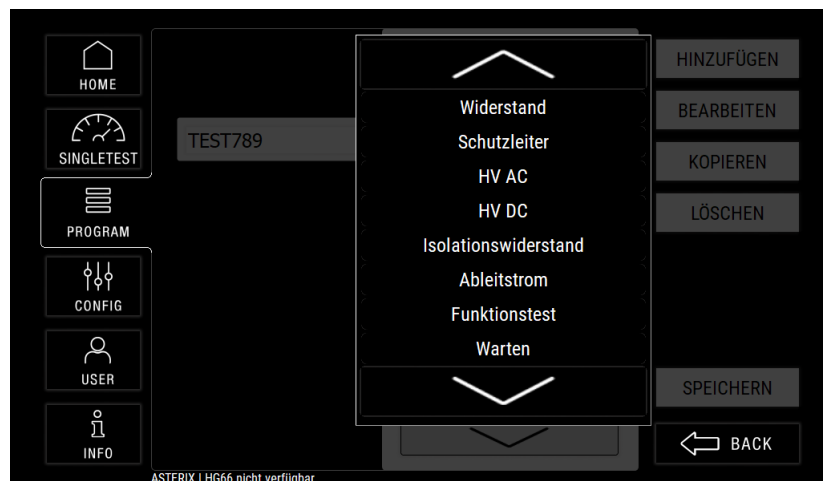 HOME
SINGLETEST
PROGRAM
CONFIG
USER
INFO
TEST789
Widerstand
Schutzleiter
HV AC
HV DC
Isolationswiderstand
Ableitstrom
Funktionstest
Warten
HINZUFÜGEN
BEARBEITEN
KOPIEREN
LÖSCHEN
SPEICHERN
BACK
ASTERIX | HG66 nicht verfügbar